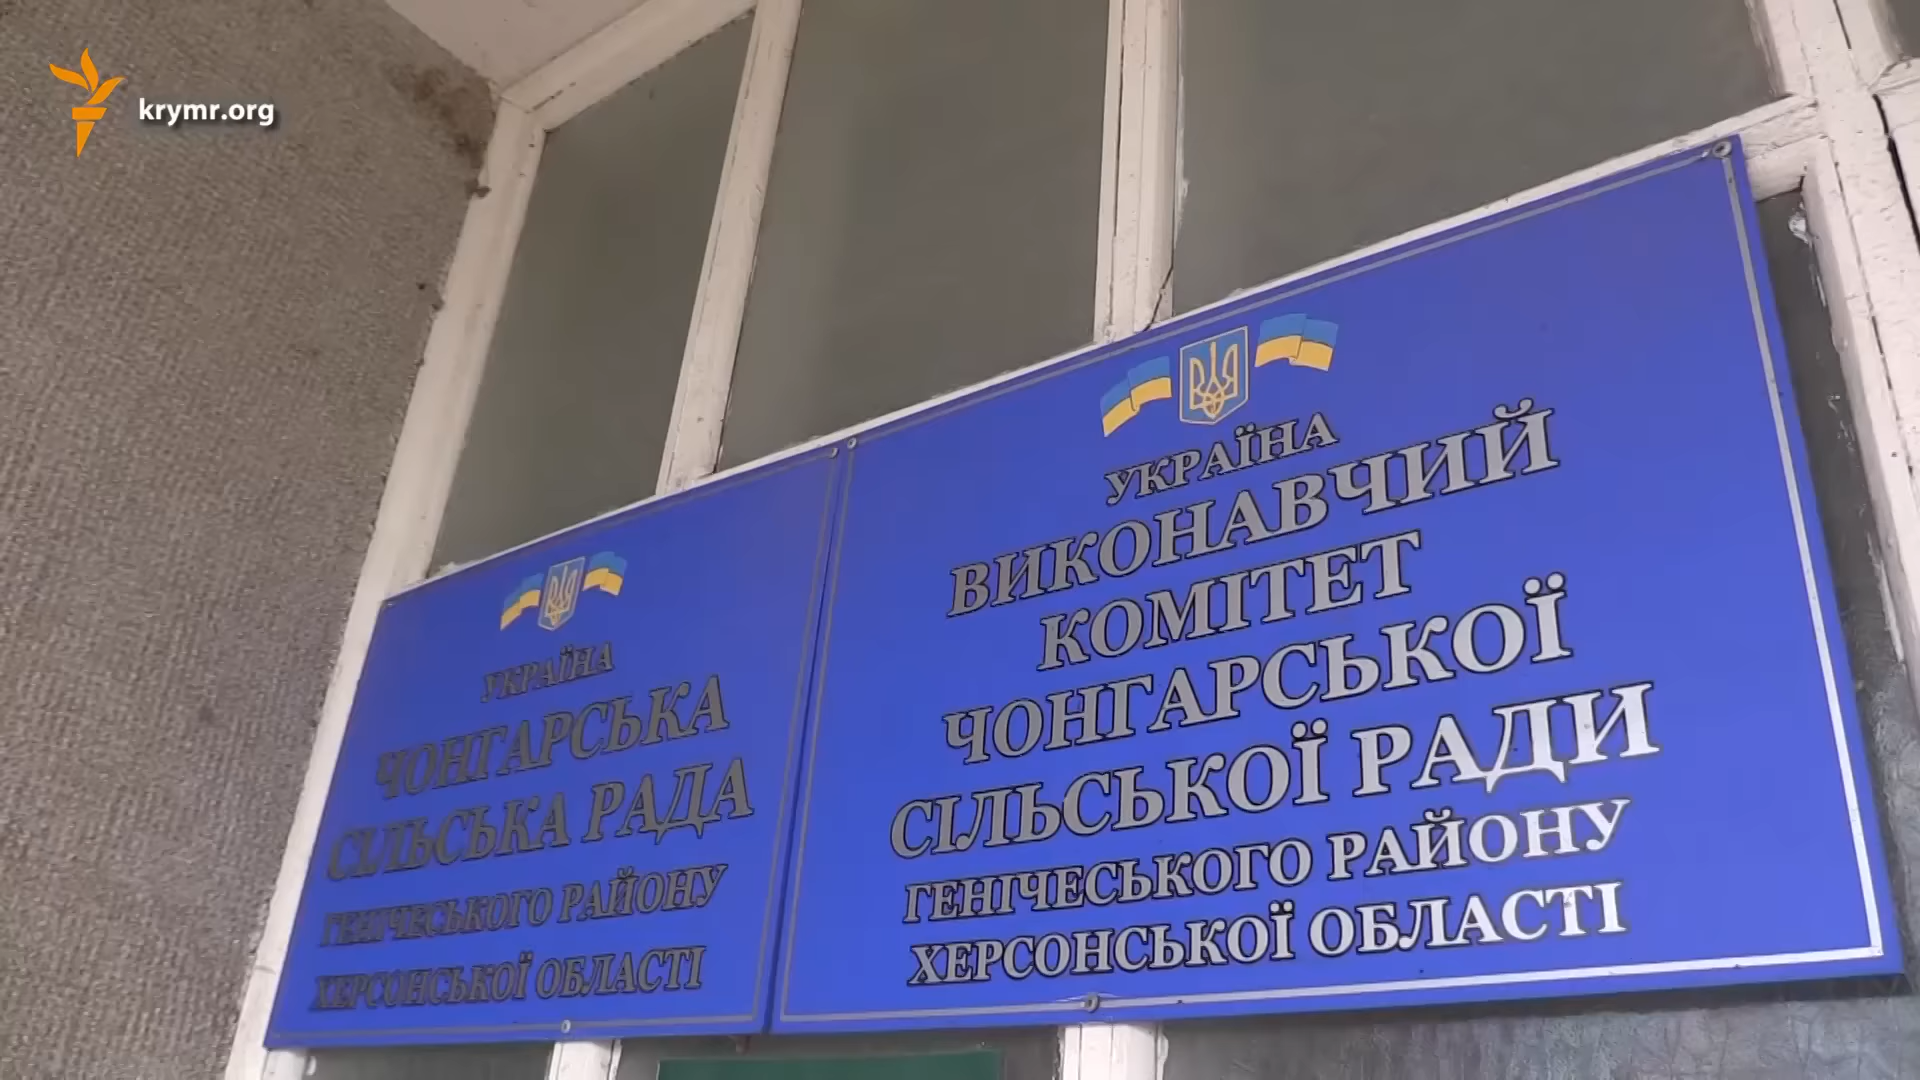 krymr.org
УКРАЇНА
ЧОНГАРСЬКА
СІЛЬСЬКА РАДА
ГЕНІЧЕСЬКОГО РАЙОНУ
ХЕРСОНСЬКОЇ ОБЛАСТІ
УКРАЇНА
ВИКОНАВЧИЙ
КОМІТЕТ
ЧОНГАРСЬКОЇ
СІЛЬСЬКОЇ РАДИ
ГЕНІЧЕСЬКОГО РАЙОНУ
ХЕРСОНСЬКОЇ ОБЛАСТІ